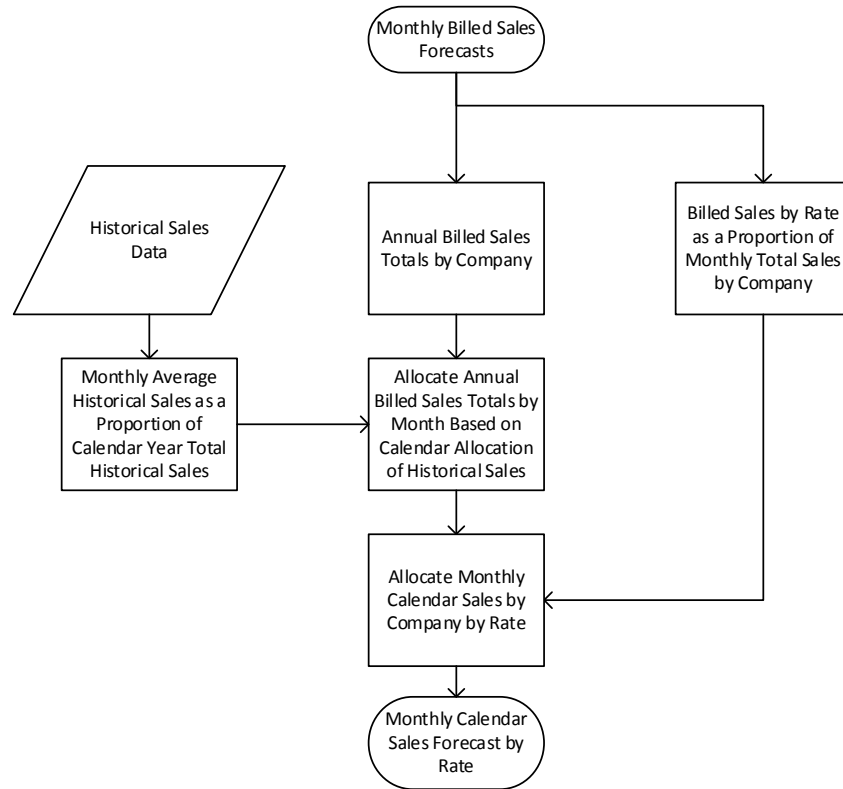 Monthly Billed Sales
Forecasts
Historical Sales
Data
Annual Billed Sales
Totals by Company
Billed Sales by Rate
as a Proportion of
Monthly Total Sales
by Company
Monthly Average
Historical Sales as a
Proportion of
Calendar Year Total
Historical Sales
Allocate Annual
Billed Sales Totals by
Month Based on
Calendar Allocation
of Historical Sales
Allocate Monthly
Calendar Sales by
Company by Rate
Monthly Calendar
Sales Forecast by
Rate